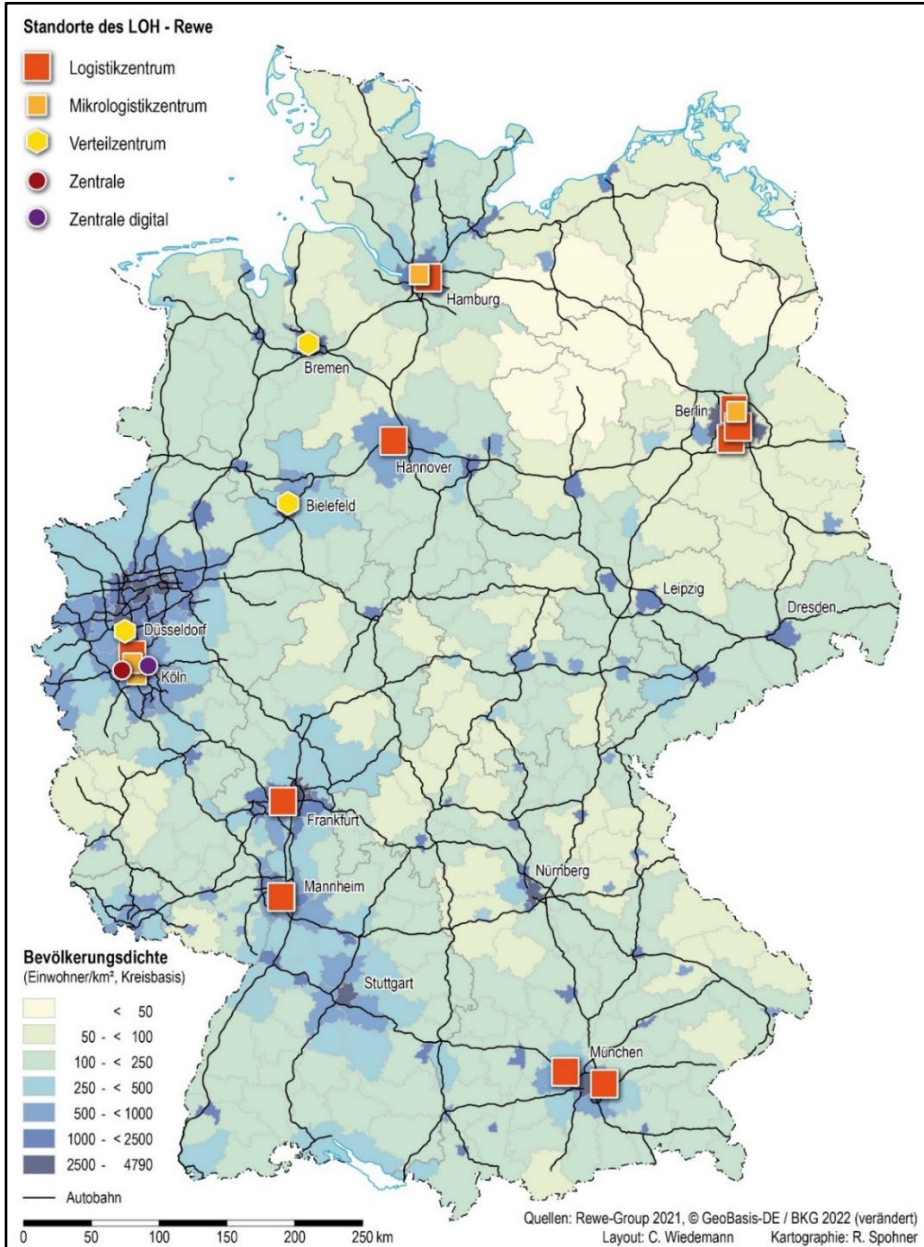 Standorte des LOH - Rewe
Logistikzentrum
Mikrologistikzentrum
Verteilzentrum
Zentrale
Zentrale digital
Hamburg
Bremen
Berlin
Hannover
Bielefeld
Leipzig
Düsseldorf
Dresden
Köln
Frankfurt
Nürnberg
Mannheim
Stuttgart
München
Bevölkerungsdichte
(Einwohner/km², Kreisbasis)
< 50
50 - < 100
100 - < 250
250 - < 500
500 - < 1000
1000 - < 2500
2500 - 4790
Autobahn
0 50 100 150 200 250 km
Quellen: Rewe-Group 2021, © GeoBasis-DE / BKG 2022 (verändert)
Layout: C. Wiedemann Kartographie: R. Spohner